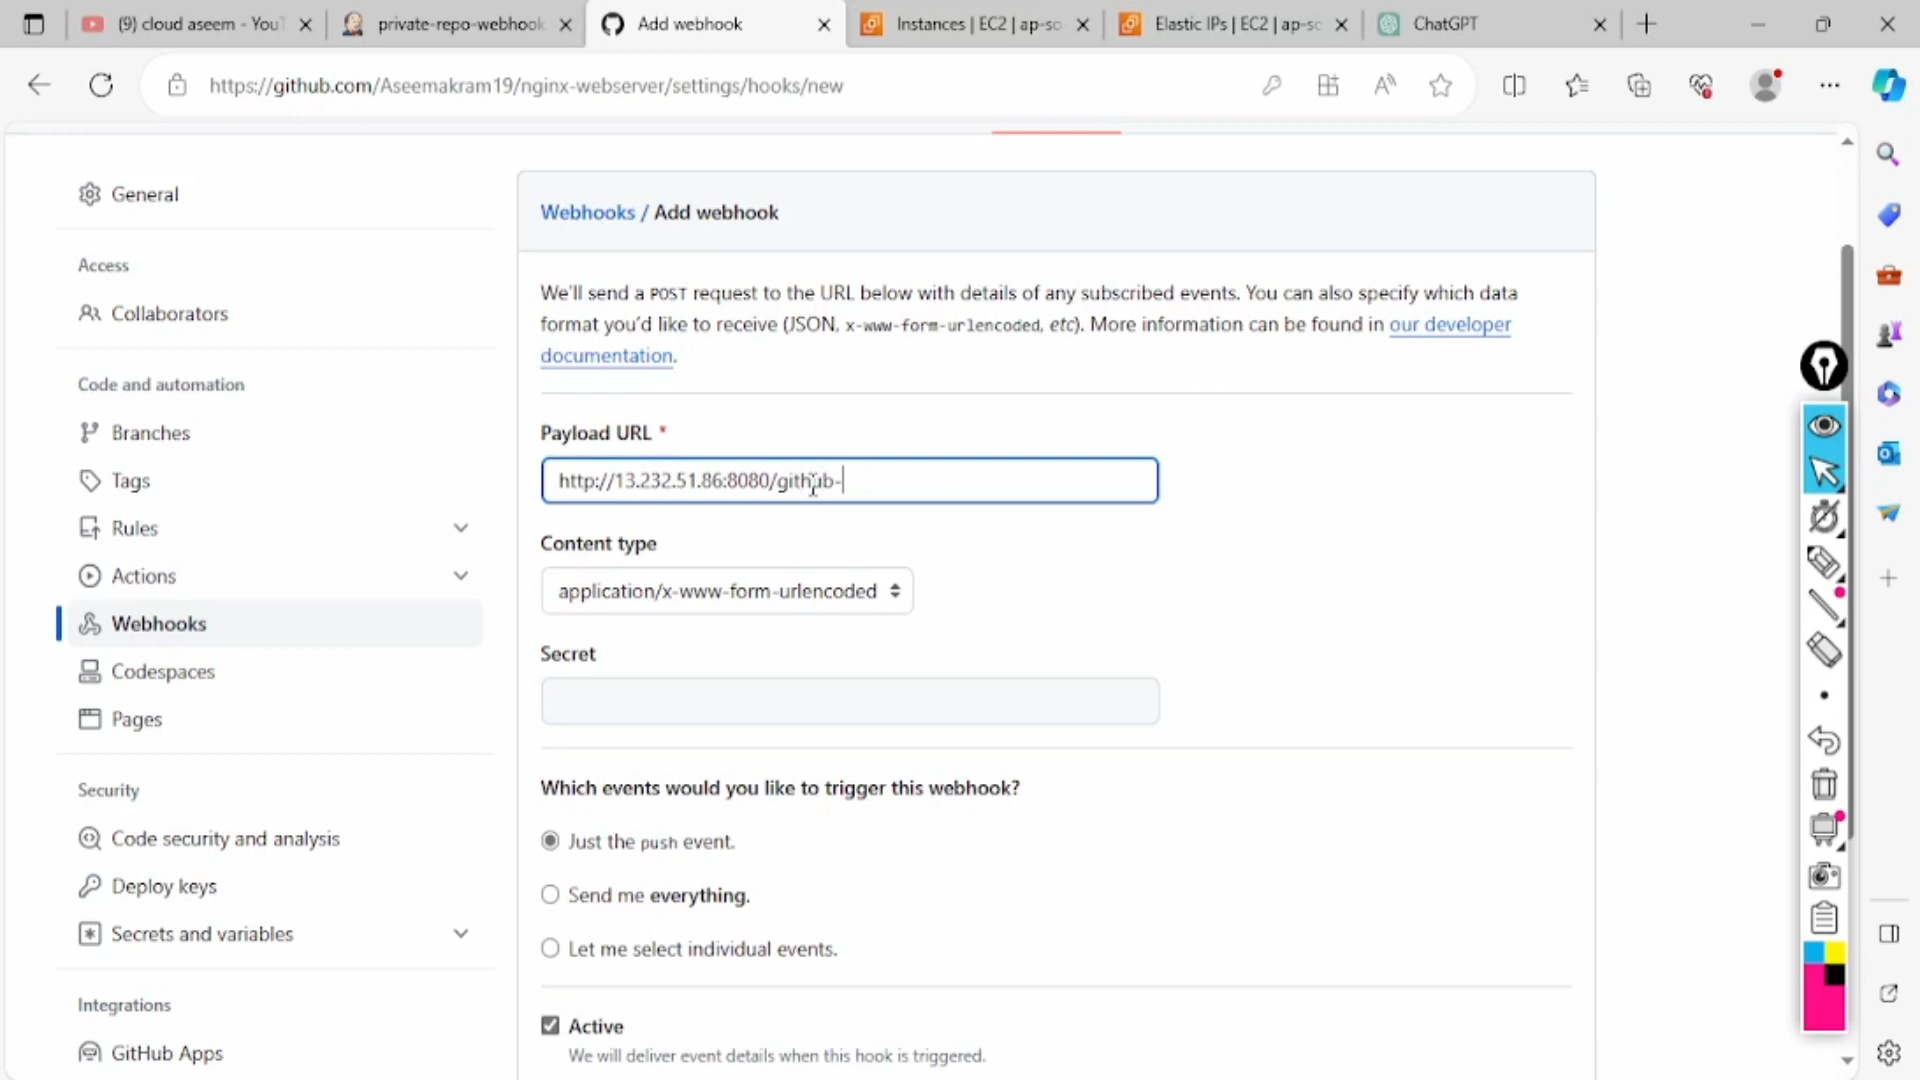 (9) cloud aseem - YouT
private-repo-webhook
Add webhook
Instances | EC2 | ap-so
Elastic IPs | EC2 | ap-so
ChatGPT
https://github.com/Aseemakram19/nginx-webserver/settings/hooks/new
General
Access
Collaborators
Code and automation
Branches
Tags
Rules
Actions
Webhooks
Codespaces
Pages
Security
Code security and analysis
Deploy keys
Secrets and variables
Integrations
GitHub Apps
Webhooks / Add webhook
We'll send a POST request to the URL below with details of any subscribed events. You can also specify which data
format you'd like to receive (JSON, x-www-form-urlencoded, etc). More information can be found in our developer
documentation.
Payload URL *
http://13.232.51.86:8080/github-
Content type
application/x-www-form-urlencoded
Secret
Which events would you like to trigger this webhook?
Just the push event.
Send me everything.
Let me select individual events.
Active
We will deliver event details when this hook is triggered.